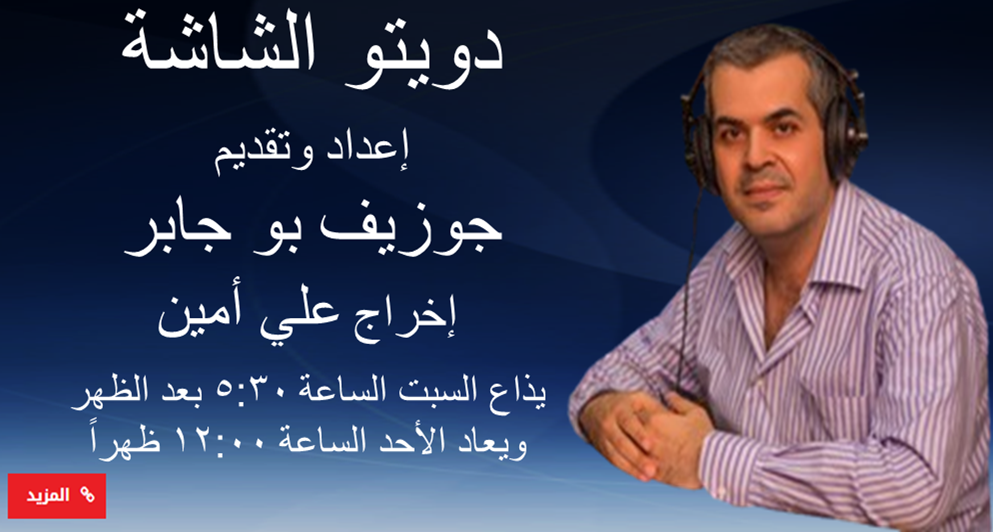 دويتو الشاشة
إعداد وتقديم
جوزيف بو جابر
إخراج علي أمين
يذاع السبت الساعة ٥:٣٠ بعد الظهر
ويعاد الأحد الساعة ١٢:٠٠ ظهراً
المزيد